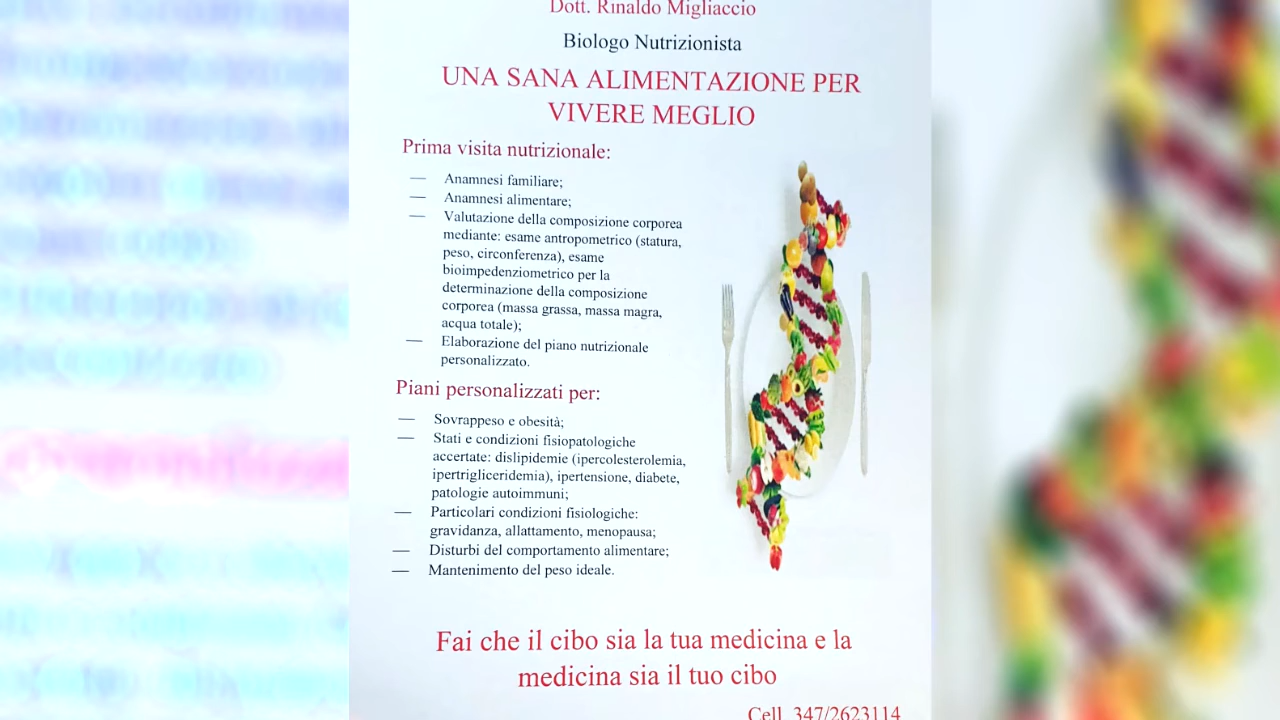 Dott. Rinaldo Migliaccio
Biologo Nutrizionista
UNA SANA ALIMENTAZIONE PER
VIVERE MEGLIO
Prima visita nutrizionale:
— Anamnesi familiare;
— Anamnesi alimentare;
— Valutazione della composizione corporea
mediante: esame antropometrico (statura,
peso, circonferenza), esame
bioimpedenziometrico per la
determinazione della composizione
corporea (massa grassa, massa magra,
acqua totale);
— Elaborazione del piano nutrizionale
personalizzato.
Piani personalizzati per:
— Sovrappeso e obesità;
— Stati e condizioni fisiopatologiche
accertate: dislipidemie (ipercolesterolemia,
ipertrigliceridemia), ipertensione, diabete,
patologie autoimmuni;
— Particolari condizioni fisiologiche:
gravidanza, allattamento, menopausa;
— Disturbi del comportamento alimentare;
— Mantenimento del peso ideale.
Fai che il cibo sia la tua medicina e la
medicina sia il tuo cibo
Cell. 347/2623114